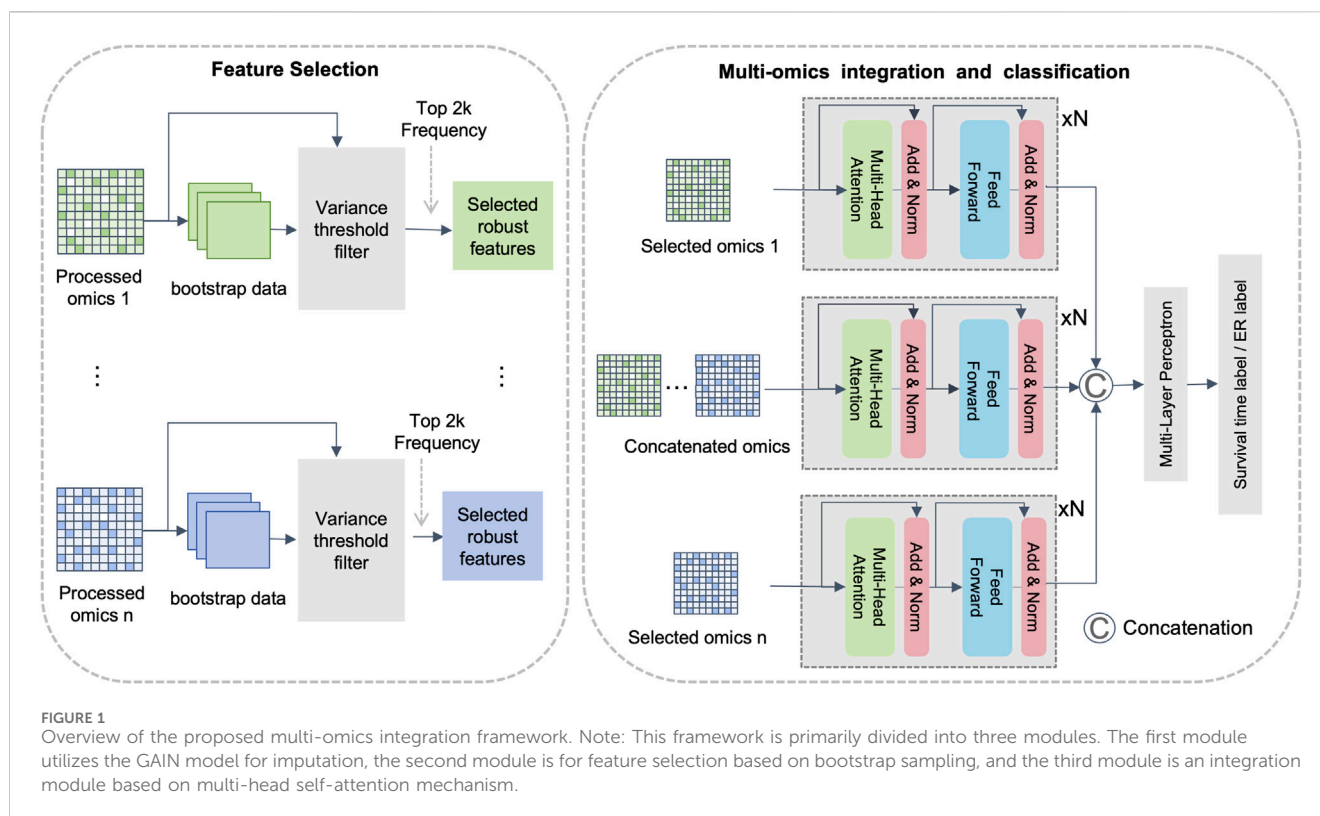 Feature Selection
Top 2k
Frequency
Processed
omics 1
bootstrap data
Variance
threshold
filter
Selected
robust
features
⋮
⋮
Top 2k
Frequency
Processed
omics n
bootstrap data
Variance
threshold
filter
Selected
robust
features
Multi-omics integration and classification
Selected omics 1
Multi-Head
Attention
Add & Norm
Feed
Forward
Add & Norm
xN
...
Concatenated omics
Multi-Head
Attention
Add & Norm
Feed
Forward
Add & Norm
xN
Selected omics n
Multi-Head
Attention
Add & Norm
Feed
Forward
Add & Norm
xN
C
Multi-Layer Perceptron
Survival time label / ER label
C Concatenation
FIGURE 1
Overview of the proposed multi-omics integration framework. Note: This framework is primarily divided into three modules. The first module
utilizes the GAIN model for imputation, the second module is for feature selection based on bootstrap sampling, and the third module is an integration
module based on multi-head self-attention mechanism.